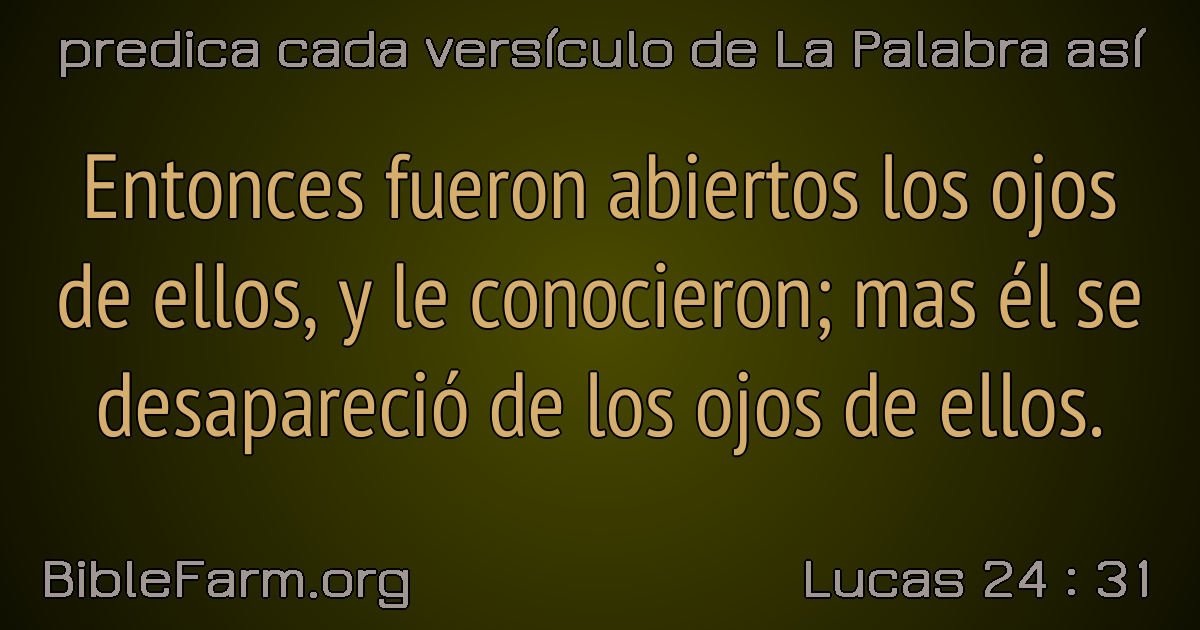 predica cada versículo de La Palabra así
Entonces fueron abiertos los ojos
de ellos, y le conocieron; mas él se
desapareció de los ojos de ellos.
BibleFarm.org
Lucas 24 : 31